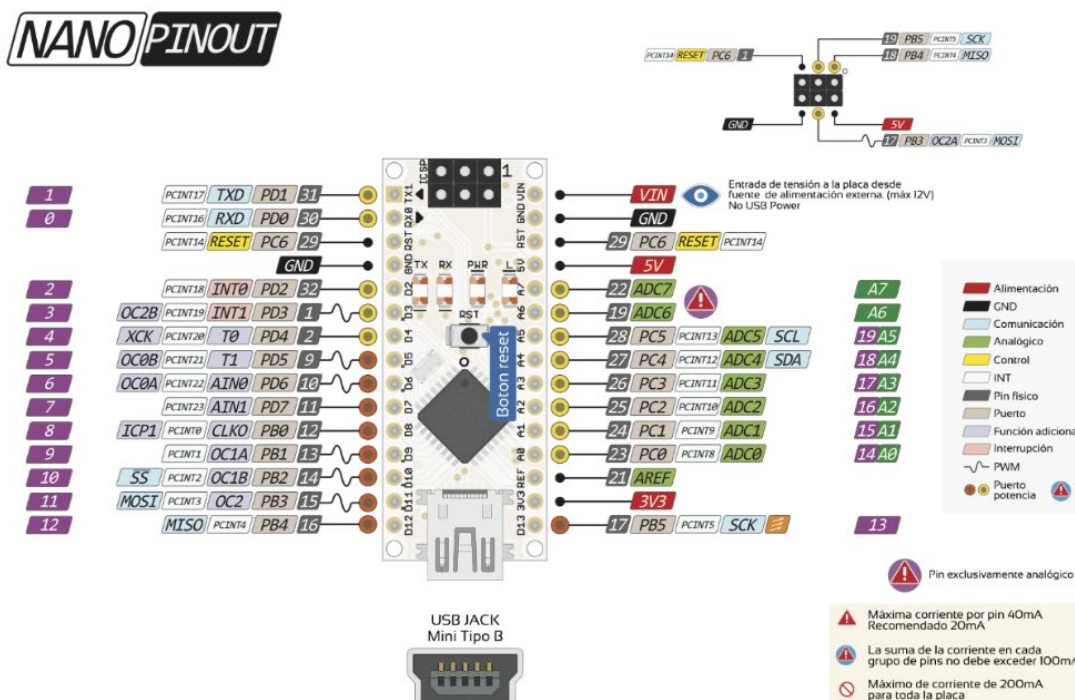 NANO PINOUT
19 PB5 PCINT5 SCK
PCINT14 RESET PC6 1
18 PB4 PCINT4 MISO
GND
5V
17 PB3 OC2A PCINT3 MOSI
ICSP
1
1 PCINT17 TXD PD1 31 TX1
0 PCINT16 RXD PD0 30 RX0
PCINT14 RESET PC6 29 RST
GND GND
2 PCINT18 INT0 PD2 32 D2
3 OC2B PCINT19 INT1 PD3 1 D3
4 XCK PCINT20 T0 PD4 2 D4
5 OC0B PCINT21 T1 PD5 9 D5
6 OC0A PCINT22 AIN0 PD6 10 D6
7 PCINT23 AIN1 PD7 11 D7
8 ICP1 PCINT0 CLKO PB0 12 D8
9 PCINT1 OC1A PB1 13 D9
10 SS PCINT2 OC1B PB2 14 D10
11 MOSI PCINT3 OC2 PB3 15 D11
12 MISO PCINT4 PB4 16 D12
TX RX PWR L
RST
Boton reset
VIN VIN
Entrada de tensión a la placa desde
fuente de alimentación externa. (máx 12V)
No USB Power
GND GND
RST 29 PC6 RESET PCINT14
5V 5V
A7 22 ADC7 A7
A6 19 ADC6 A6
A5 28 PC5 PCINT13 ADC5 SCL 19 A5
A4 27 PC4 PCINT12 ADC4 SDA 18 A4
A3 26 PC3 PCINT11 ADC3 17 A3
A2 25 PC2 PCINT10 ADC2 16 A2
A1 24 PC1 PCINT9 ADC1 15 A1
A0 23 PC0 PCINT8 ADC0 14 A0
REF 21 AREF
3V3 3V3
D13 17 PB5 PCINT5 SCK 13
Alimentación
GND
Comunicación
Analógico
Control
INT
Pin físico
Puerto
Función adiciona
Interrupción
PWM
Puerto
potencia
Pin exclusivamente analógico
USB JACK
Mini Tipo B
Máxima corriente por pin 40mA
Recomendado 20mA
La suma de la corriente en cada
grupo de pins no debe exceder 100mA
Máximo de corriente de 200mA
para toda la placa